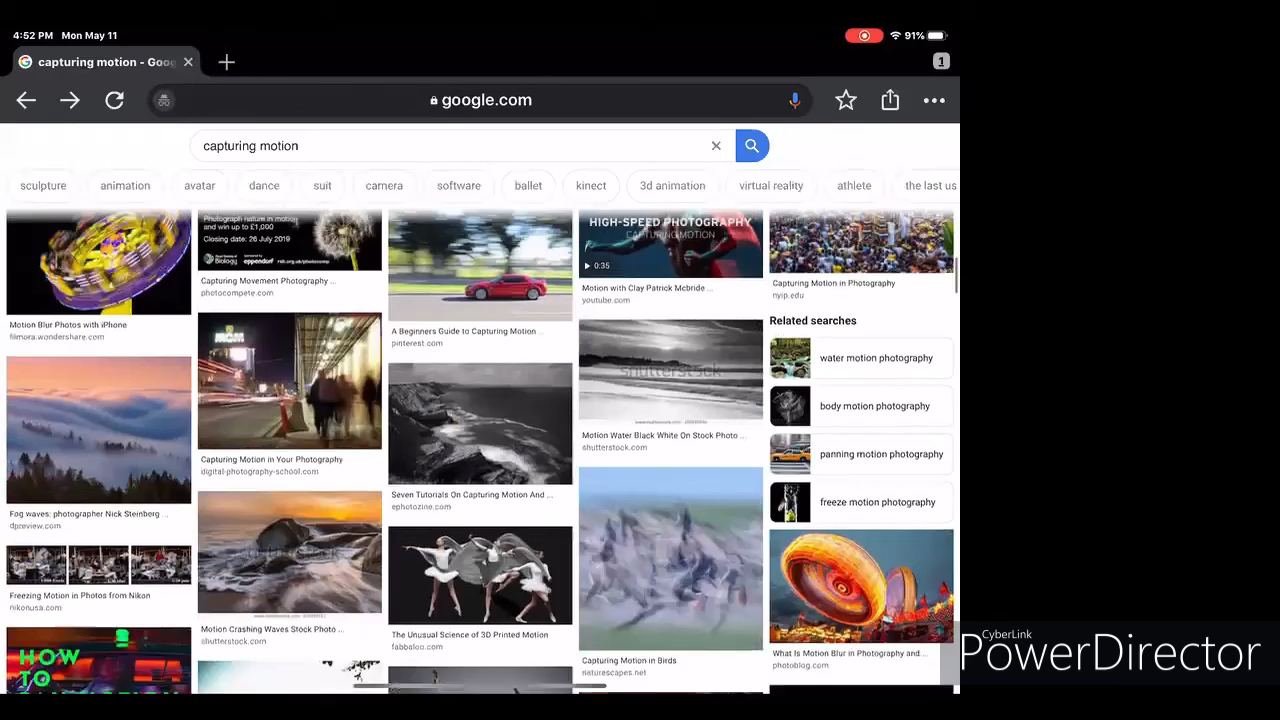 4:52 PM Mon May 11
91%
capturing motion - Goog
1
google.com
capturing motion
sculpture
animation
avatar
dance
suit
camera
software
ballet
kinect
3d animation
virtual reality
athlete
the last us
Motion Blur Photos with iPhone
filmora.wondershare.com
Fog waves: photographer Nick Steinberg ...
dpreview.com
Freezing Motion in Photos from Nikon
nikonusa.com
HOW
TO
Photograph nature in motion
and win up to £1,000
Closing date: 26 July 2019
eppendorf
Capturing Movement Photography ...
photocompete.com
Capturing Motion in Your Photography
digital-photography-school.com
Motion Crashing Waves Stock Photo ...
shutterstock.com
A Beginners Guide to Capturing Motion ...
pinterest.com
Seven Tutorials On Capturing Motion And ...
ephotozine.com
The Unusual Science of 3D Printed Motion
fabbaloo.com
HIGH-SPEED PHOTOGRAPHY
CAPTURING MOTION
0:35
Motion with Clay Patrick Mcbride ...
youtube.com
shutterstock
Motion Water Black White On Stock Photo ...
shutterstock.com
Capturing Motion in Birds
naturescapes.net
Capturing Motion in Photography
nyip.edu
Related searches
water motion photography
body motion photography
panning motion photography
freeze motion photography
What Is Motion Blur in Photography and ...
photoblog.com
CyberLink
PowerDirector